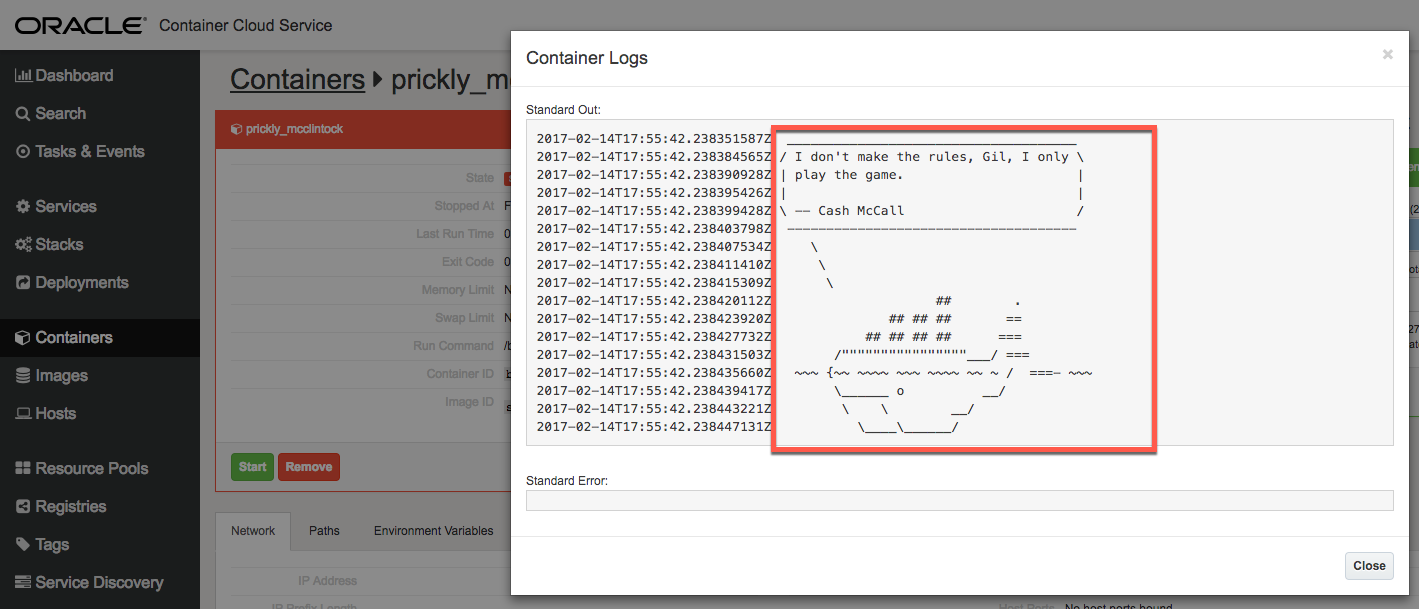 ORACLE® Container Cloud Service
Dashboard
Search
Tasks & Events
Services
Stacks
Deployments
Containers
Images
Hosts
Resource Pools
Registries
Tags
Service Discovery
Containers prickly_m
prickly_mcclintock
State
Stopped At F
Last Run Time 0
Exit Code 0
Memory Limit N
Swap Limit N
Run Command /b
Container ID b
Image ID s
Start Remove
Network Paths Environment Variables
IP Address
IP Prefix Length
Host Ports No host ports bound
Container Logs ×
Standard Out:
2017-02-14T17:55:42.238351587Z  _____________________________________
2017-02-14T17:55:42.238384565Z / I don't make the rules, Gil, I only \
2017-02-14T17:55:42.238390928Z | play the game.                      |
2017-02-14T17:55:42.238395426Z |                                     |
2017-02-14T17:55:42.238399428Z \ -- Cash McCall                      /
2017-02-14T17:55:42.238403798Z  -------------------------------------
2017-02-14T17:55:42.238407534Z     \
2017-02-14T17:55:42.238411410Z      \
2017-02-14T17:55:42.238415309Z       \
2017-02-14T17:55:42.238420112Z                     ##        .
2017-02-14T17:55:42.238423920Z               ## ## ##       ==
2017-02-14T17:55:42.238427732Z            ## ## ## ##      ===
2017-02-14T17:55:42.238431503Z        /""""""""""""""""___/ ===
2017-02-14T17:55:42.238435660Z   ~~~ {~~ ~~~~ ~~~ ~~~~ ~~ ~ /  ===- ~~~
2017-02-14T17:55:42.238439417Z        \______ o          __/
2017-02-14T17:55:42.238443221Z         \    \        __/
2017-02-14T17:55:42.238447131Z           \____\______/
Standard Error:
Close